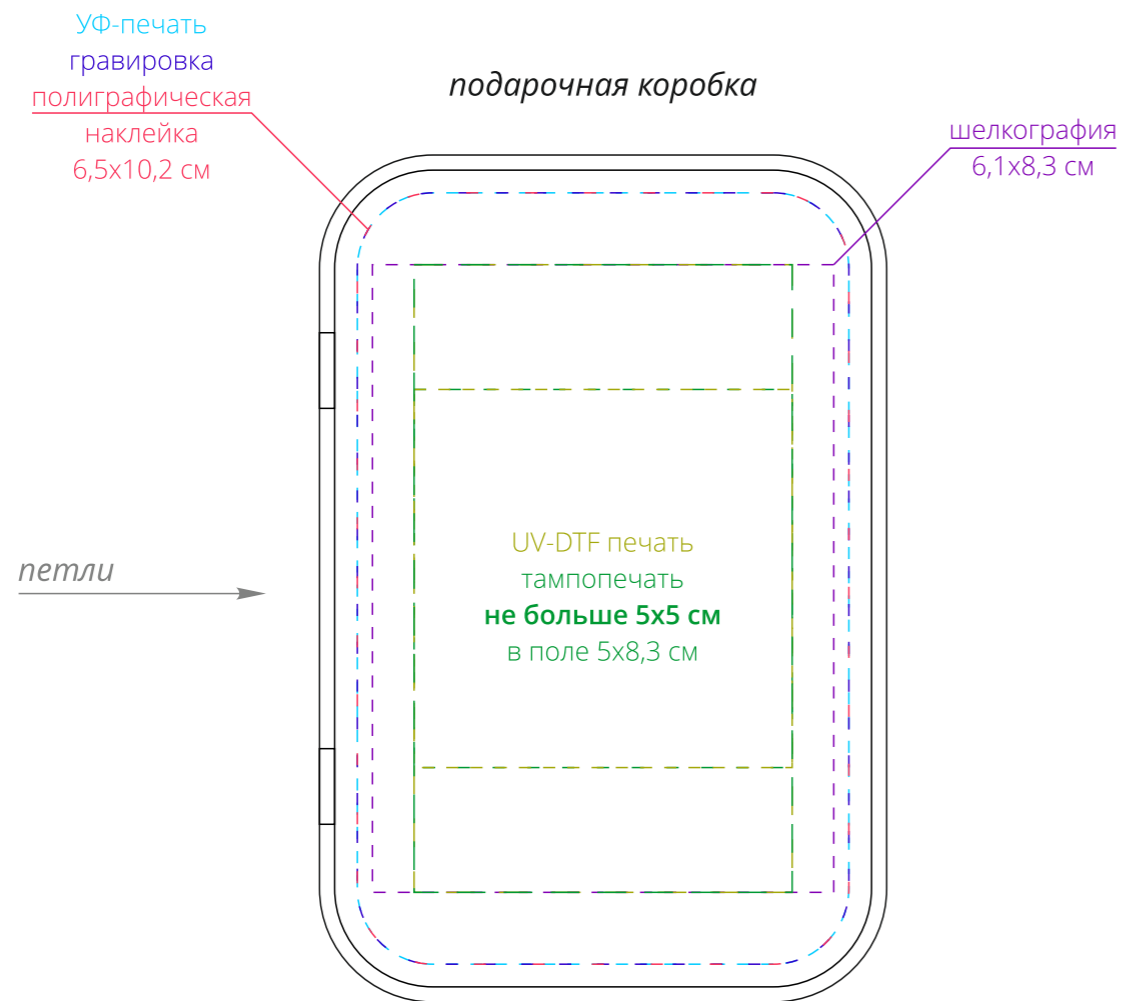 УФ-печать
гравировка
полиграфическая
наклейка
6,5х10,2 см
подарочная коробка
шелкография
6,1х8,3 см
петли
UV-DTF печать
тампопечать
не больше 5х5 см
в поле 5х8,3 см